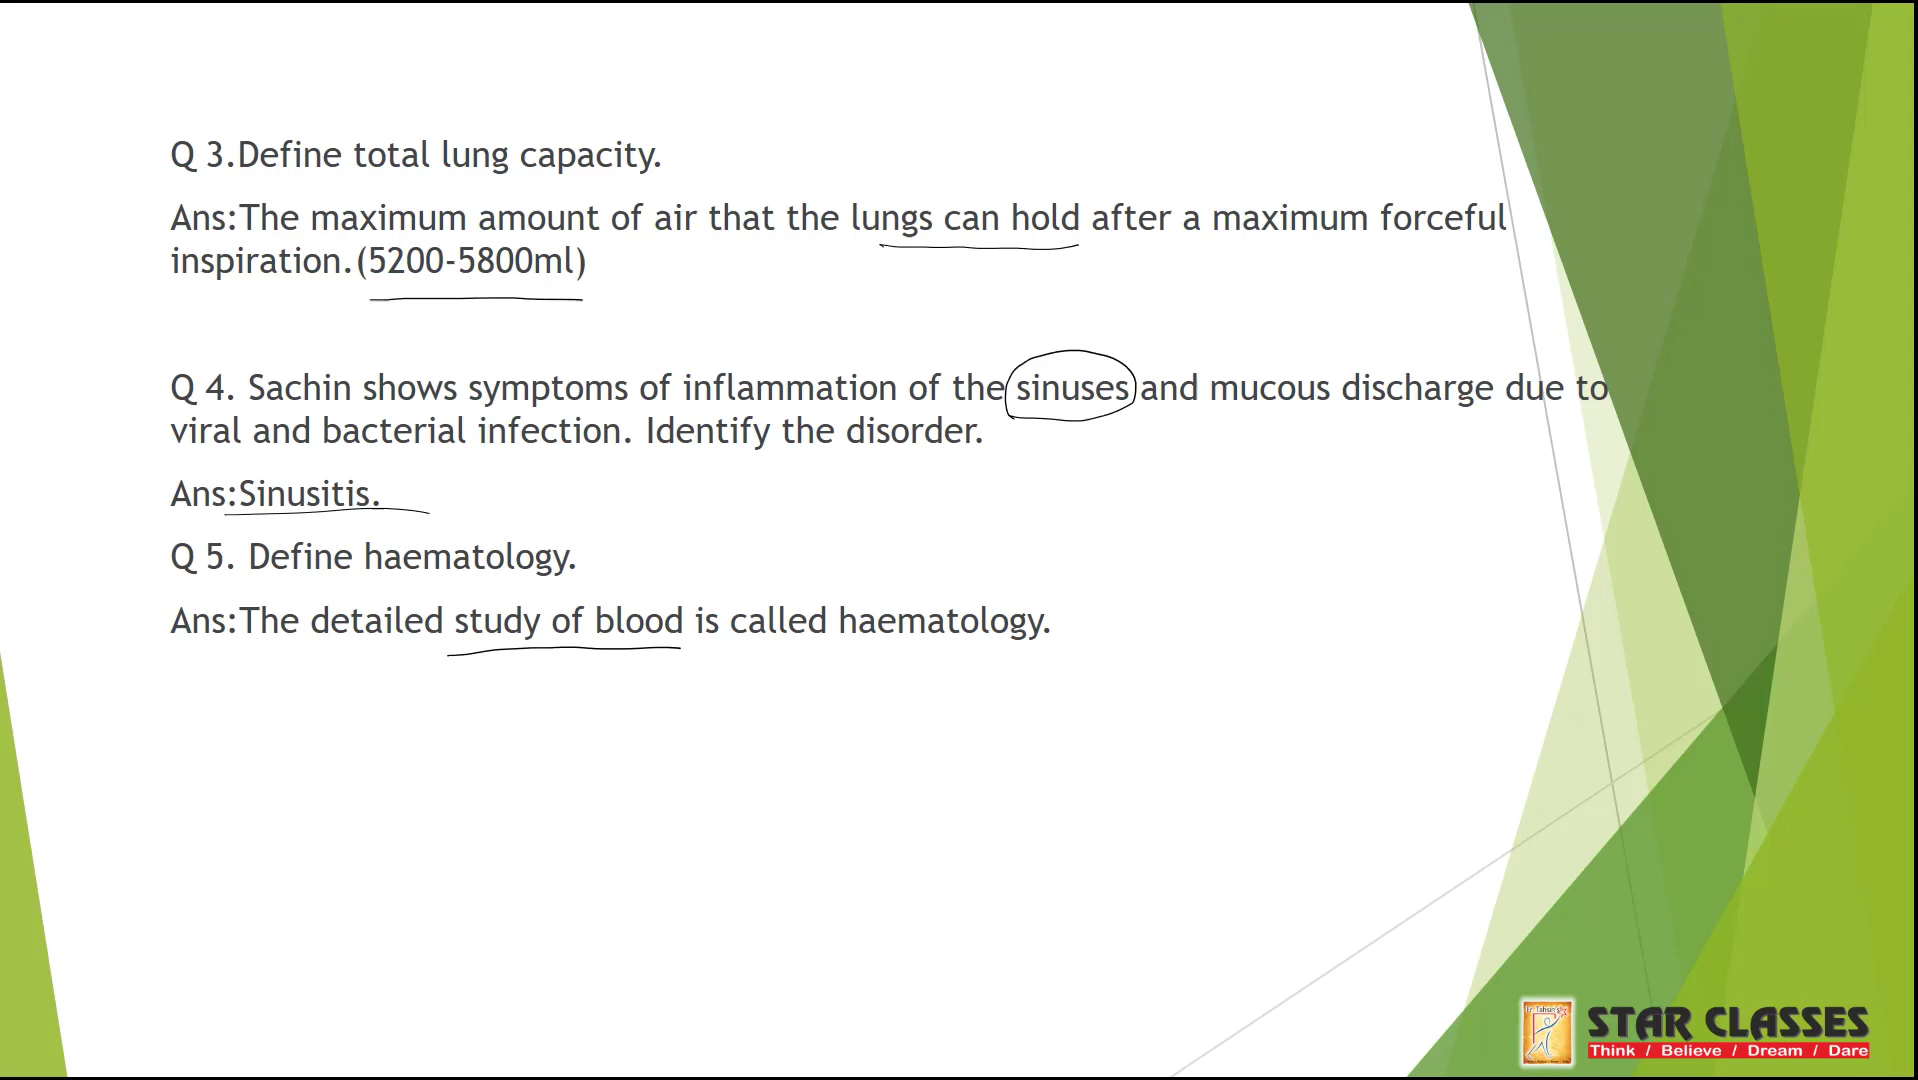 Q 3.Define total lung capacity.
Ans:The maximum amount of air that the lungs can hold after a maximum forceful
inspiration.(5200-5800ml)
Q 4. Sachin shows symptoms of inflammation of the sinuses and mucous discharge due to
viral and bacterial infection. Identify the disorder.
Ans:Sinusitis.
Q 5. Define haematology.
Ans:The detailed study of blood is called haematology.
Er. Tahsin's
STAR CLASSES
Think / Believe / Dream / Dare